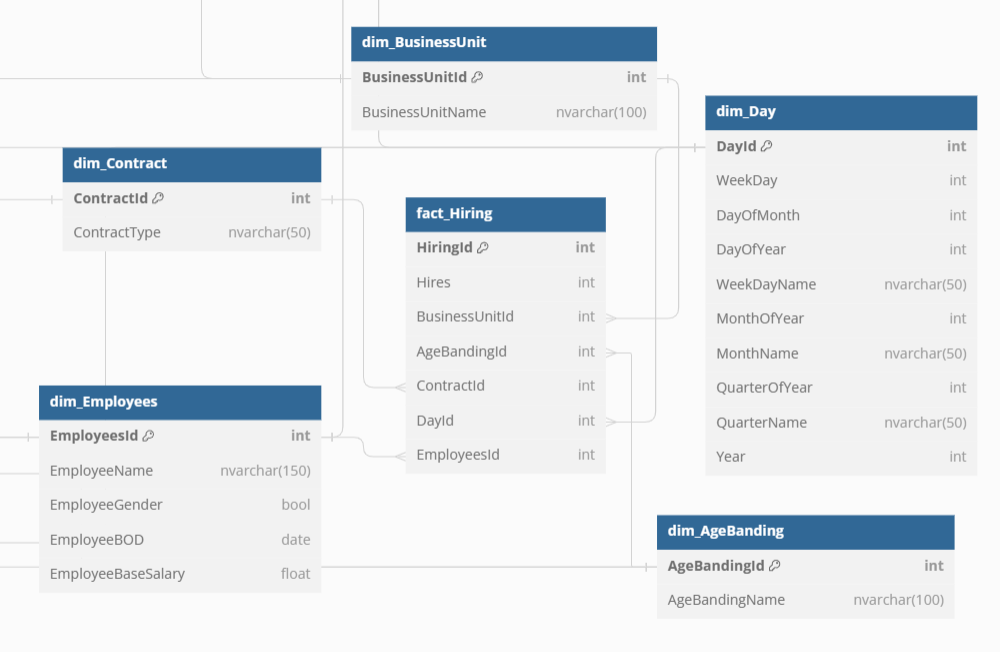 dim_BusinessUnit
BusinessUnitId int
BusinessUnitName nvarchar(100)
dim_Day
DayId int
WeekDay int
DayOfMonth int
DayOfYear int
WeekDayName nvarchar(50)
MonthOfYear int
MonthName nvarchar(50)
QuarterOfYear int
QuarterName nvarchar(50)
Year int
dim_Contract
ContractId int
ContractType nvarchar(50)
fact_Hiring
HiringId int
Hires int
BusinessUnitId int
AgeBandingId int
ContractId int
DayId int
EmployeesId int
dim_Employees
EmployeesId int
EmployeeName nvarchar(150)
EmployeeGender bool
EmployeeBOD date
EmployeeBaseSalary float
dim_AgeBanding
AgeBandingId int
AgeBandingName nvarchar(100)